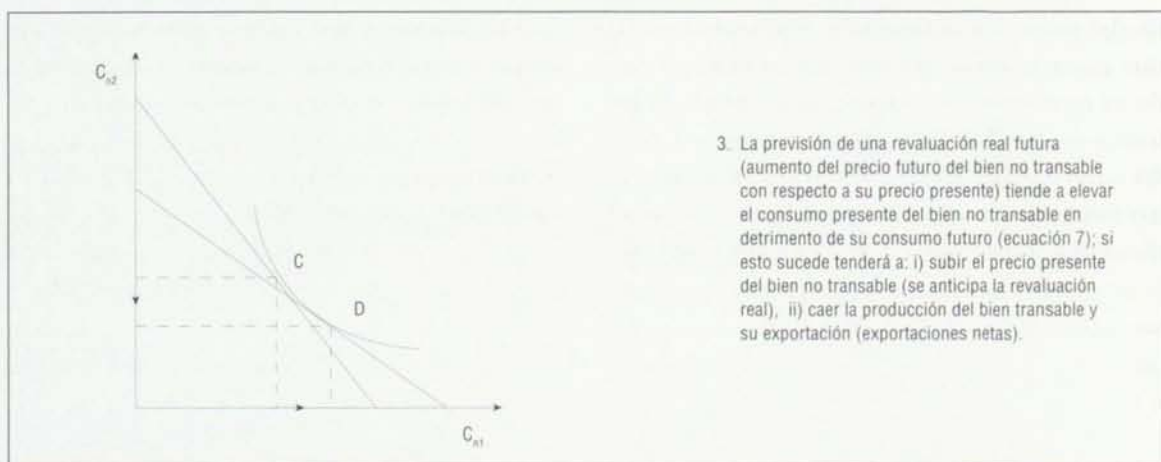 C_n2
3. La previsión de una revaluación real futura
(aumento del precio futuro del bien no transable
con respecto a su precio presente) tiende a elevar
el consumo presente del bien no transable en
detrimento de su consumo futuro (ecuación 7); si
esto sucede tenderá a: i) subir el precio presente
del bien no transable (se anticipa la revaluación
real), ii) caer la producción del bien transable y
su exportación (exportaciones netas).
C
D
C_n1